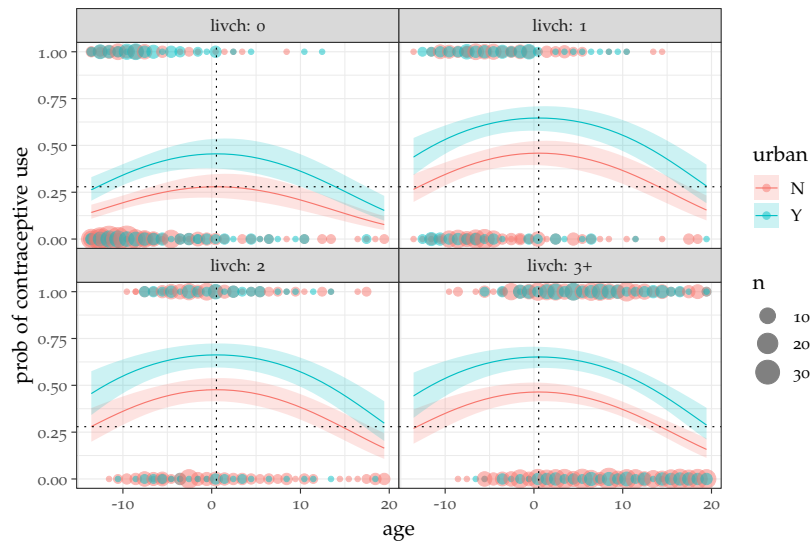 livch: 0
livch: 1
1.00
0.75
0.50
0.25
0.00
livch: 2
livch: 3+
1.00
0.75
0.50
0.25
0.00
-10
0
10
20
-10
0
10
20
age
prob of contraceptive use
urban
N
Y
n
10
20
30